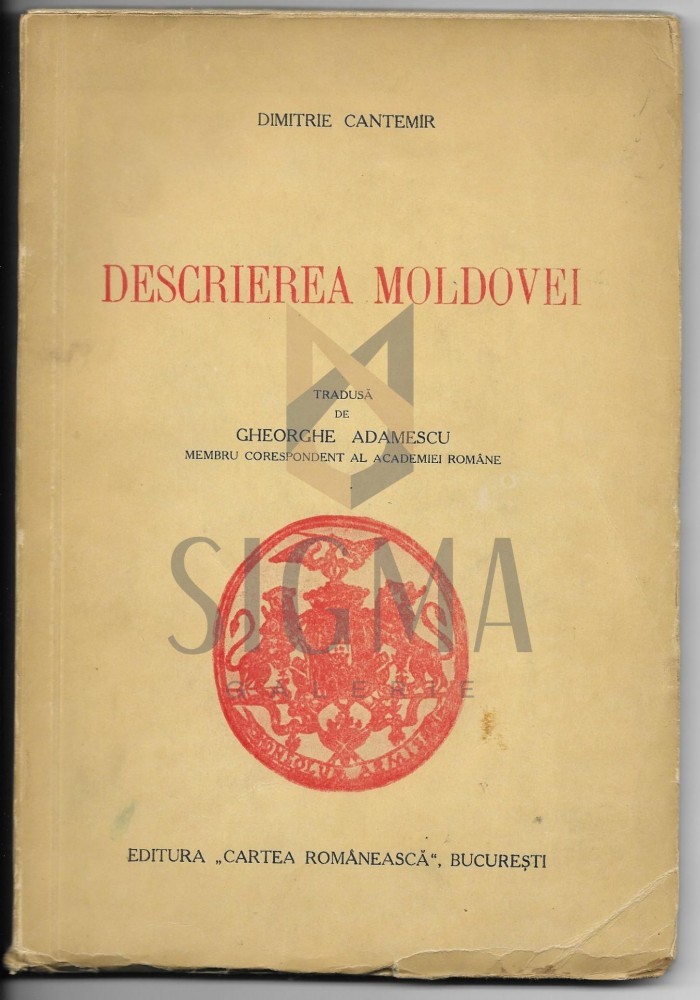 DIMITRIE CANTEMIR
DESCRIEREA MOLDOVEI
TRADUSĂ
DE
GHEORGHE ADAMESCU
MEMBRU CORESPONDENT AL ACADEMIEI ROMÂNE
SIGMA
GALERIE
EDITURA „CARTEA ROMÂNEASCĂ“, BUCUREȘTI